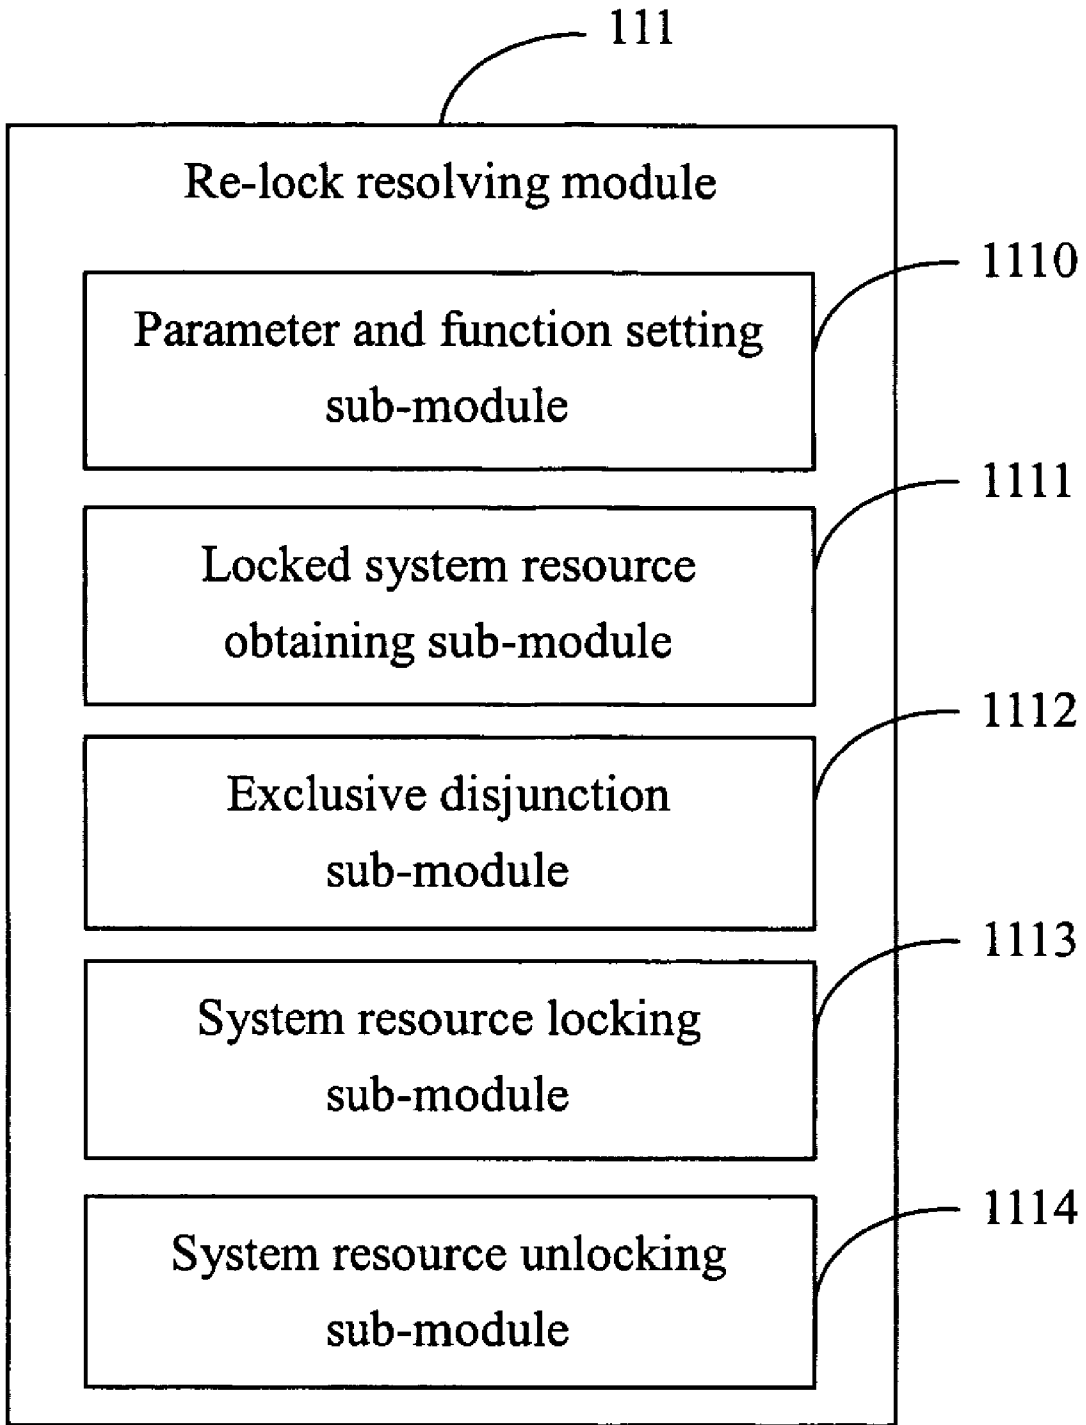 111
Re-lock resolving module
1110
Parameter and function setting
sub-module
1111
Locked system resource
obtaining sub-module
1112
Exclusive disjunction
sub-module
1113
System resource locking
sub-module
1114
System resource unlocking
sub-module